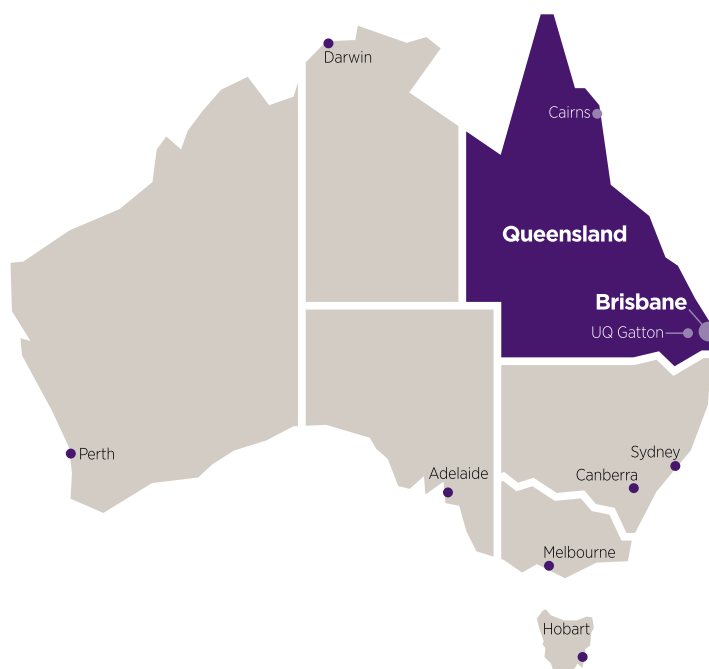 Darwin
Cairns
Queensland
Brisbane
UQ Gatton
Perth
Sydney
Adelaide
Canberra
Melbourne
Hobart